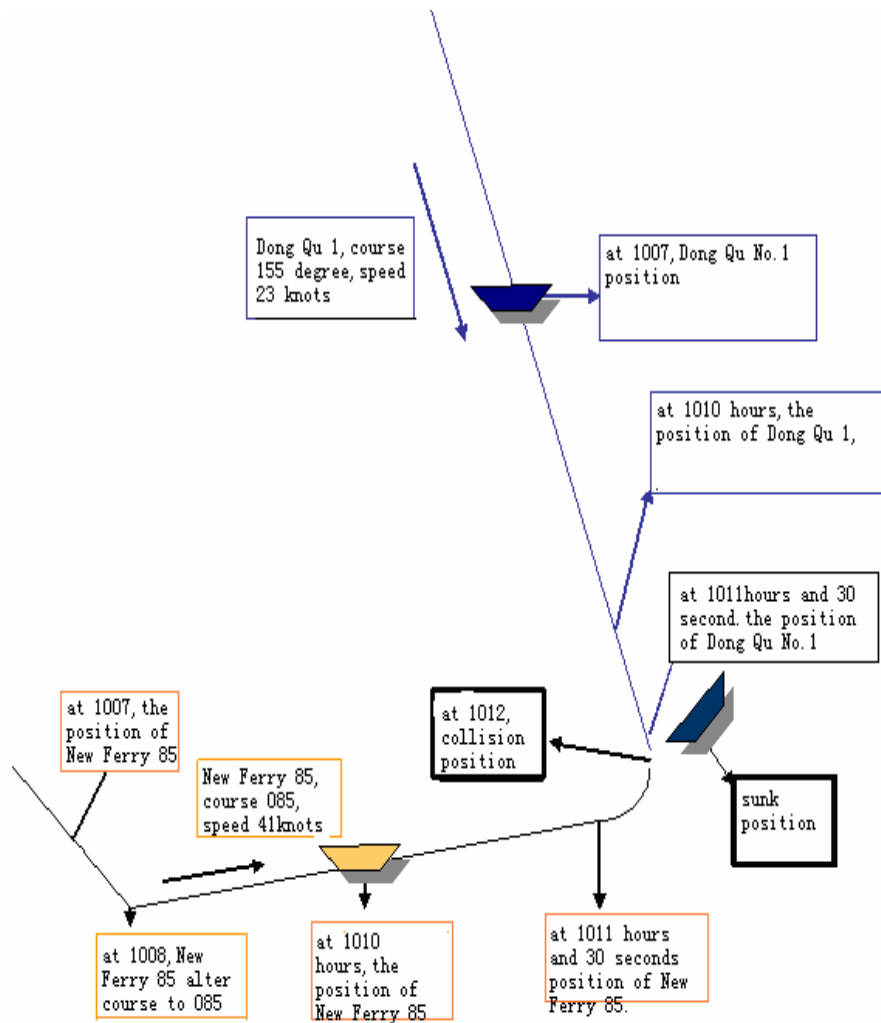 Dong Qu 1, course
155 degree, speed
23 knots
at 1007, Dong Qu No.1
position
at 1010 hours, the
position of Dong Qu 1,
at 1011hours and 30
second. the position
of Dong Qu No.1
at 1007, the
position of
New Ferry 85
New Ferry 85,
course 085,
speed 41knots
at 1012,
collision
position
sunk
position
at 1008, New
Ferry 85 alter
course to 085
at 1010
hours, the
position of
New Ferry 85
at 1011 hours
and 30 seconds
position of New
Ferry 85.